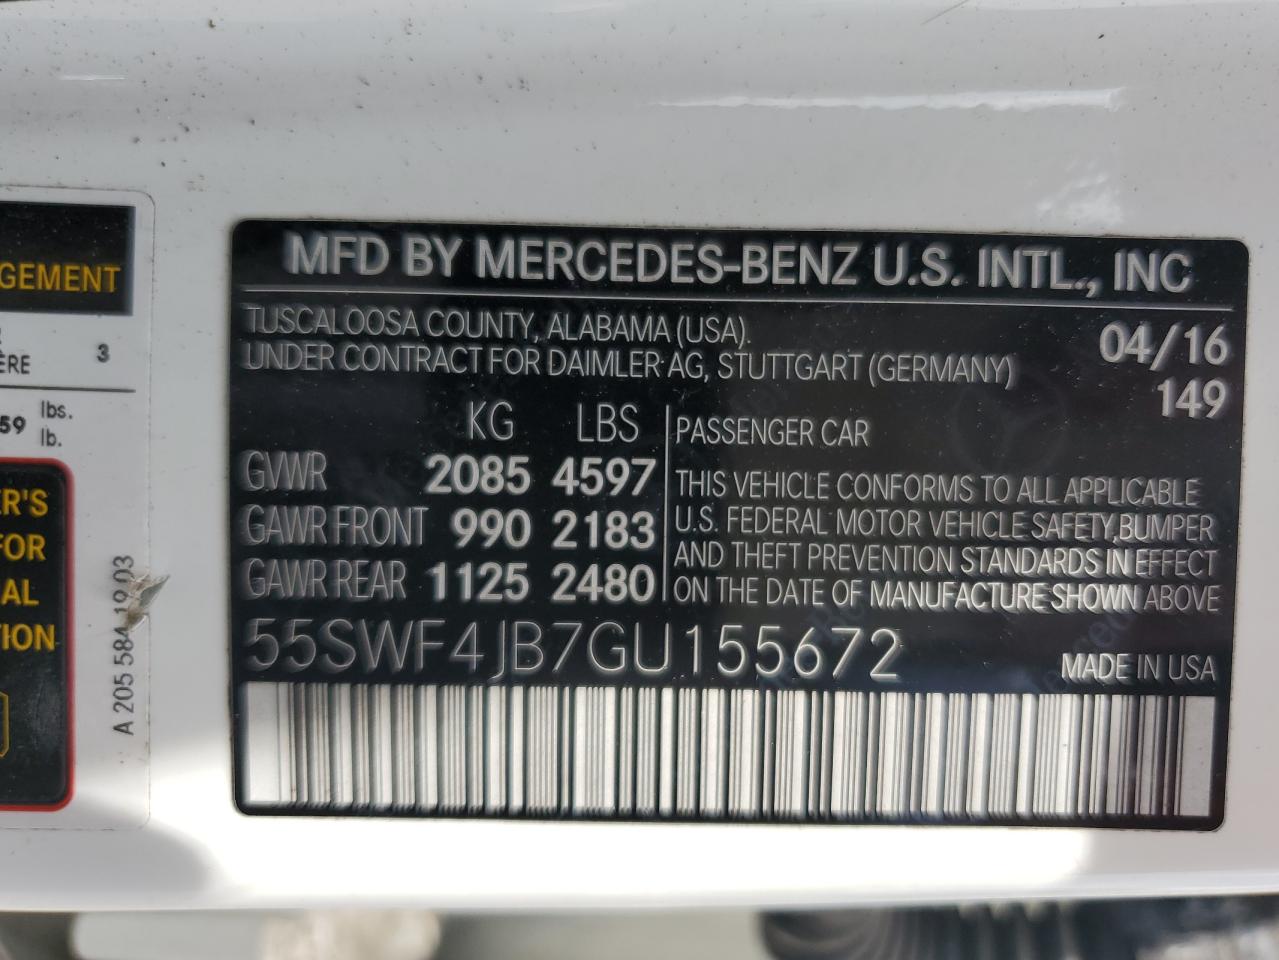 GEMENT
ERE 3
59 lbs.
lb.
ER'S
FOR
AL
TION
A 205 584
MFD BY MERCEDES-BENZ U.S. INTL., INC
TUSCALOOSA COUNTY, ALABAMA (USA). 04/16
UNDER CONTRACT FOR DAIMLER AG, STUTTGART (GERMANY) 149
KG LBS PASSENGER CAR
GVWR 2085 4597
GAWR FRONT 990 2183
GAWR REAR 1125 2480
THIS VEHICLE CONFORMS TO ALL APPLICABLE
U.S. FEDERAL MOTOR VEHICLE SAFETY,BUMPER
AND THEFT PREVENTION STANDARDS IN EFFECT
ON THE DATE OF MANUFACTURE SHOWN ABOVE
55SWF4JB7GU155672 MADE IN USA